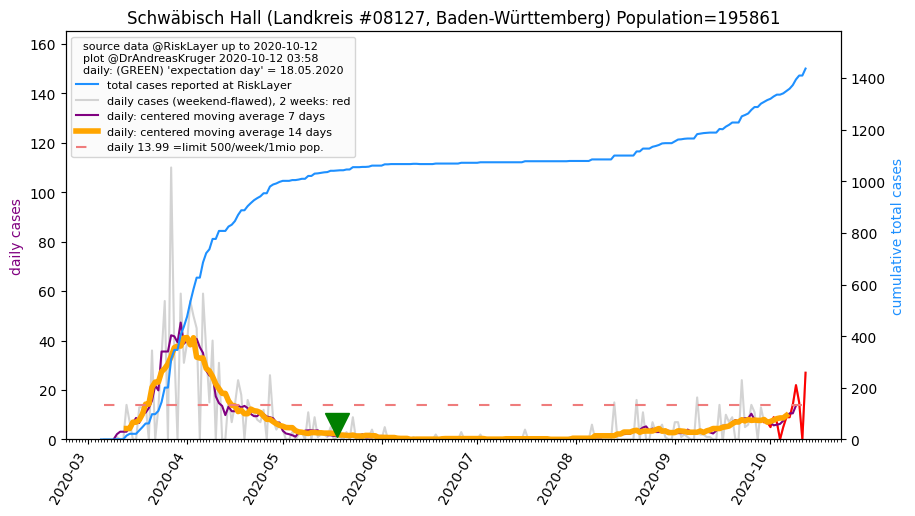 Schwäbisch Hall (Landkreis #08127, Baden-Württemberg) Population=195861
source data @RiskLayer up to 2020-10-12
plot @DrAndreasKruger 2020-10-12 03:58
daily: (GREEN) 'expectation day' = 18.05.2020
total cases reported at RiskLayer
daily cases (weekend-flawed), 2 weeks: red
daily: centered moving average 7 days
daily: centered moving average 14 days
daily 13.99 =limit 500/week/1mio pop.
daily cases
160
140
120
100
80
60
40
20
0
cumulative total cases
1400
1200
1000
800
600
400
200
0
2020-03
2020-04
2020-05
2020-06
2020-07
2020-08
2020-09
2020-10